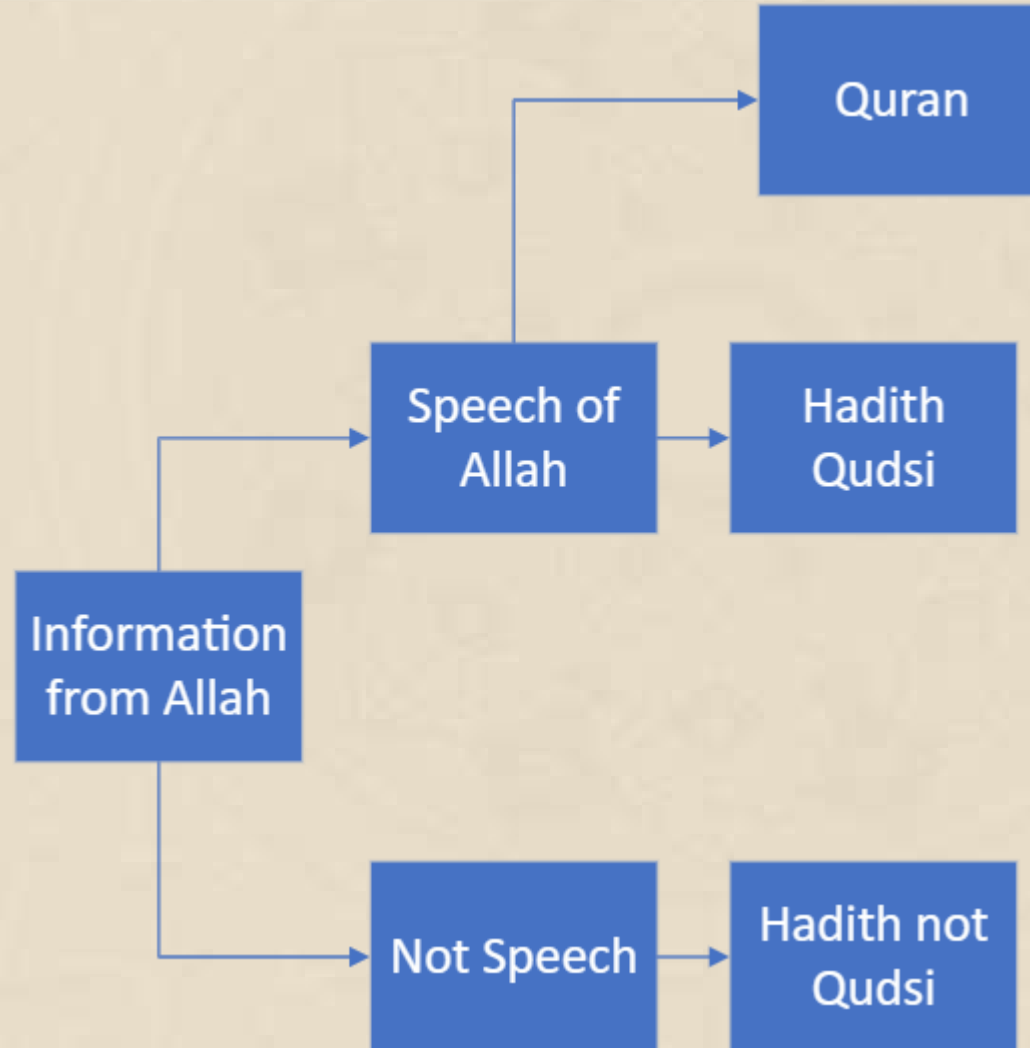 Quran
Speech of
Allah
Hadith
Qudsi
Information
from Allah
Not Speech
Hadith not
Qudsi